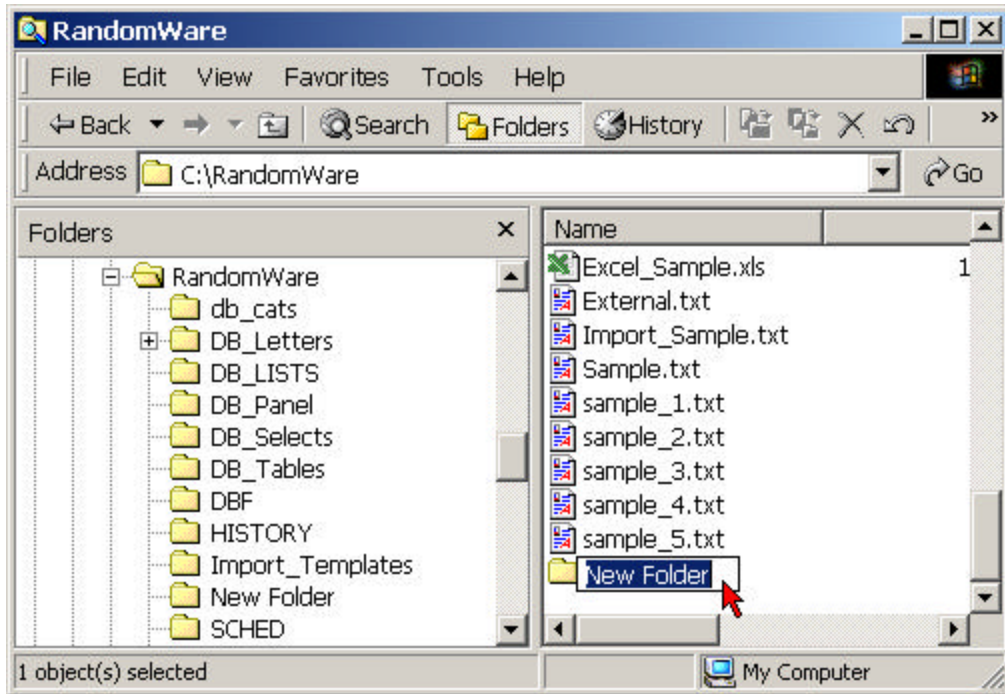 RandomWare
File Edit View Favorites Tools Help
Back Search Folders History »
Address C:\RandomWare Go
Folders
RandomWare
db_cats
DB_Letters
DB_LISTS
DB_Panel
DB_Selects
DB_Tables
DBF
HISTORY
Import_Templates
New Folder
SCHED
Name
Excel_Sample.xls 1
External.txt
Import_Sample.txt
Sample.txt
sample_1.txt
sample_2.txt
sample_3.txt
sample_4.txt
sample_5.txt
New Folder
1 object(s) selected
My Computer